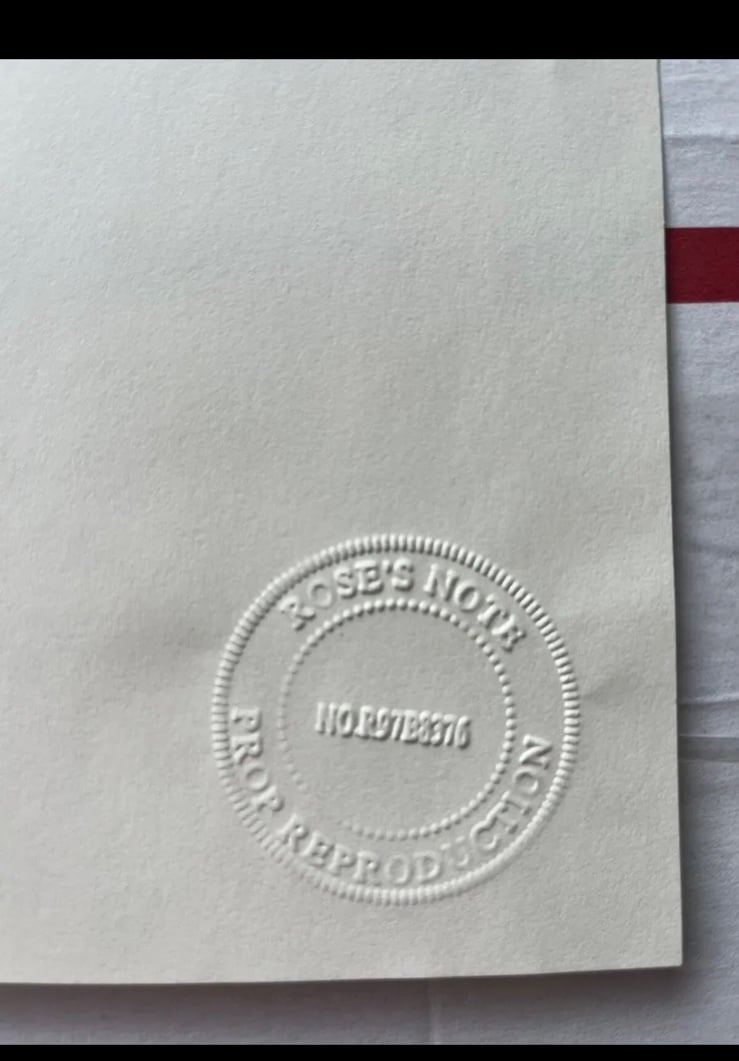 ROSE'S NOTE
NO.R97B8376
PROP REPRODUCTION